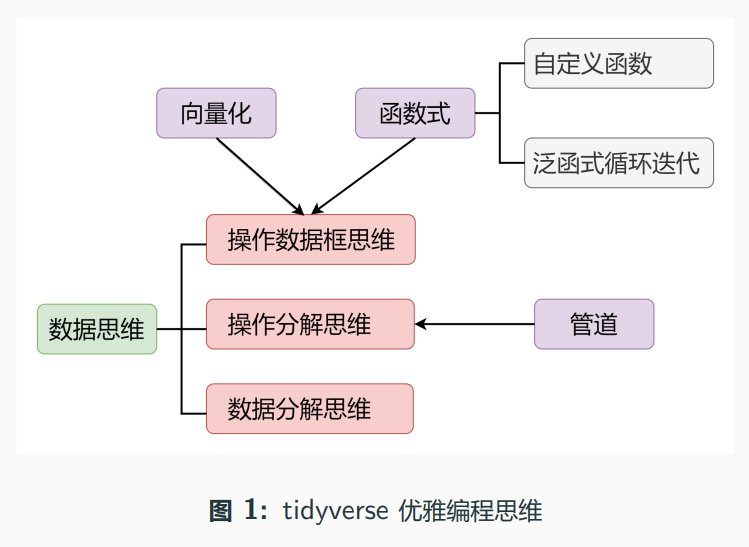 自定义函数
向量化
函数式
泛函式循环迭代
操作数据框思维
数据思维
操作分解思维
管道
数据分解思维
图 1: tidyverse 优雅编程思维